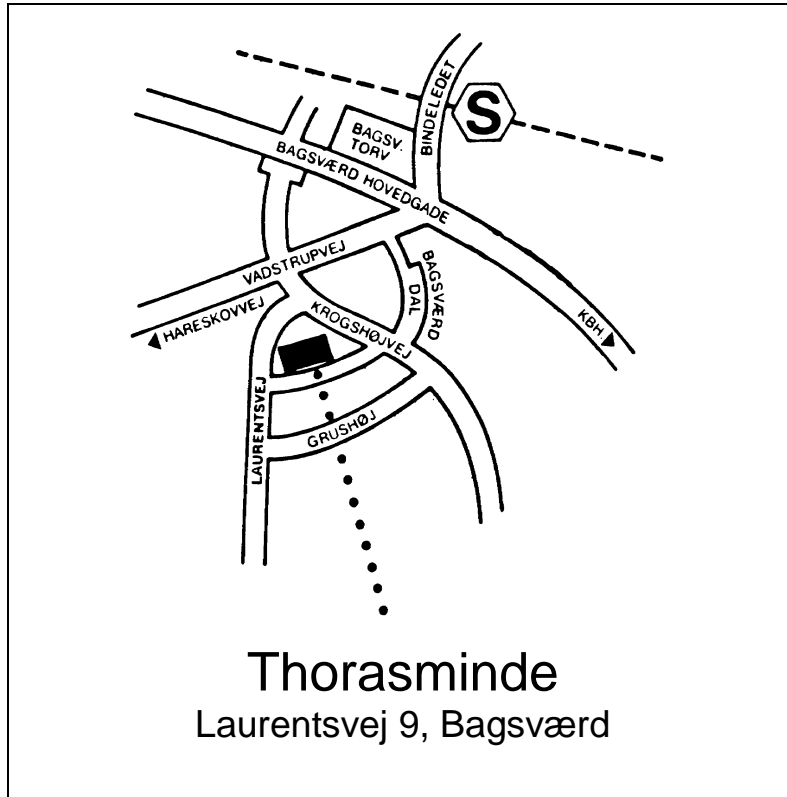 BINDELEDET
S
BAGSV.
TORV
BAGSVÆRD HOVEDGADE
VADSTRUPVEJ
HARESKOVVEJ
BAGSVÆRD
DAL
KROGSHØJVEJ
KBH.
LAURENTSVEJ
GRUSHØJ
Thorasminde
Laurentsvej 9, Bagsværd